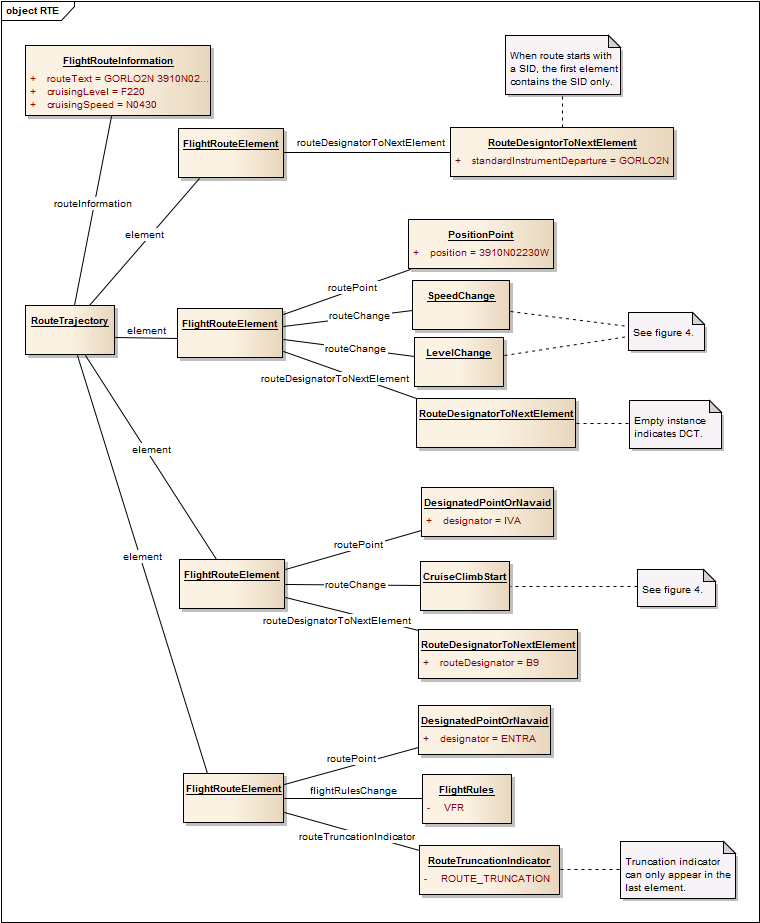 object RTE
FlightRouteInformation
+ routeText = GORLO2N 3910N02...
+ cruisingLevel = F220
+ cruisingSpeed = N0430
When route starts with
a SID, the first element
contains the SID only.
FlightRouteElement
routeDesignatorToNextElement
RouteDesigntorToNextElement
+ standardInstrumentDeparture = GORLO2N
routeInformation
element
PositionPoint
+ position = 3910N02230W
routePoint
SpeedChange
routeChange
RouteTrajectory
element
FlightRouteElement
See figure 4.
routeChange
LevelChange
routeDesignatorToNextElement
RouteDesignatorToNextElement
Empty instance
indicates DCT.
element
DesignatedPointOrNavaid
+ designator = IVA
routePoint
element
FlightRouteElement
routeChange
CruiseClimbStart
See figure 4.
routeDesignatorToNextElement
RouteDesignatorToNextElement
+ routeDesignator = B9
DesignatedPointOrNavaid
+ designator = ENTRA
routePoint
FlightRouteElement
flightRulesChange
FlightRules
- VFR
routeTruncationIndicator
RouteTruncationIndicator
- ROUTE_TRUNCATION
Truncation indicator
can only appear in the
last element.